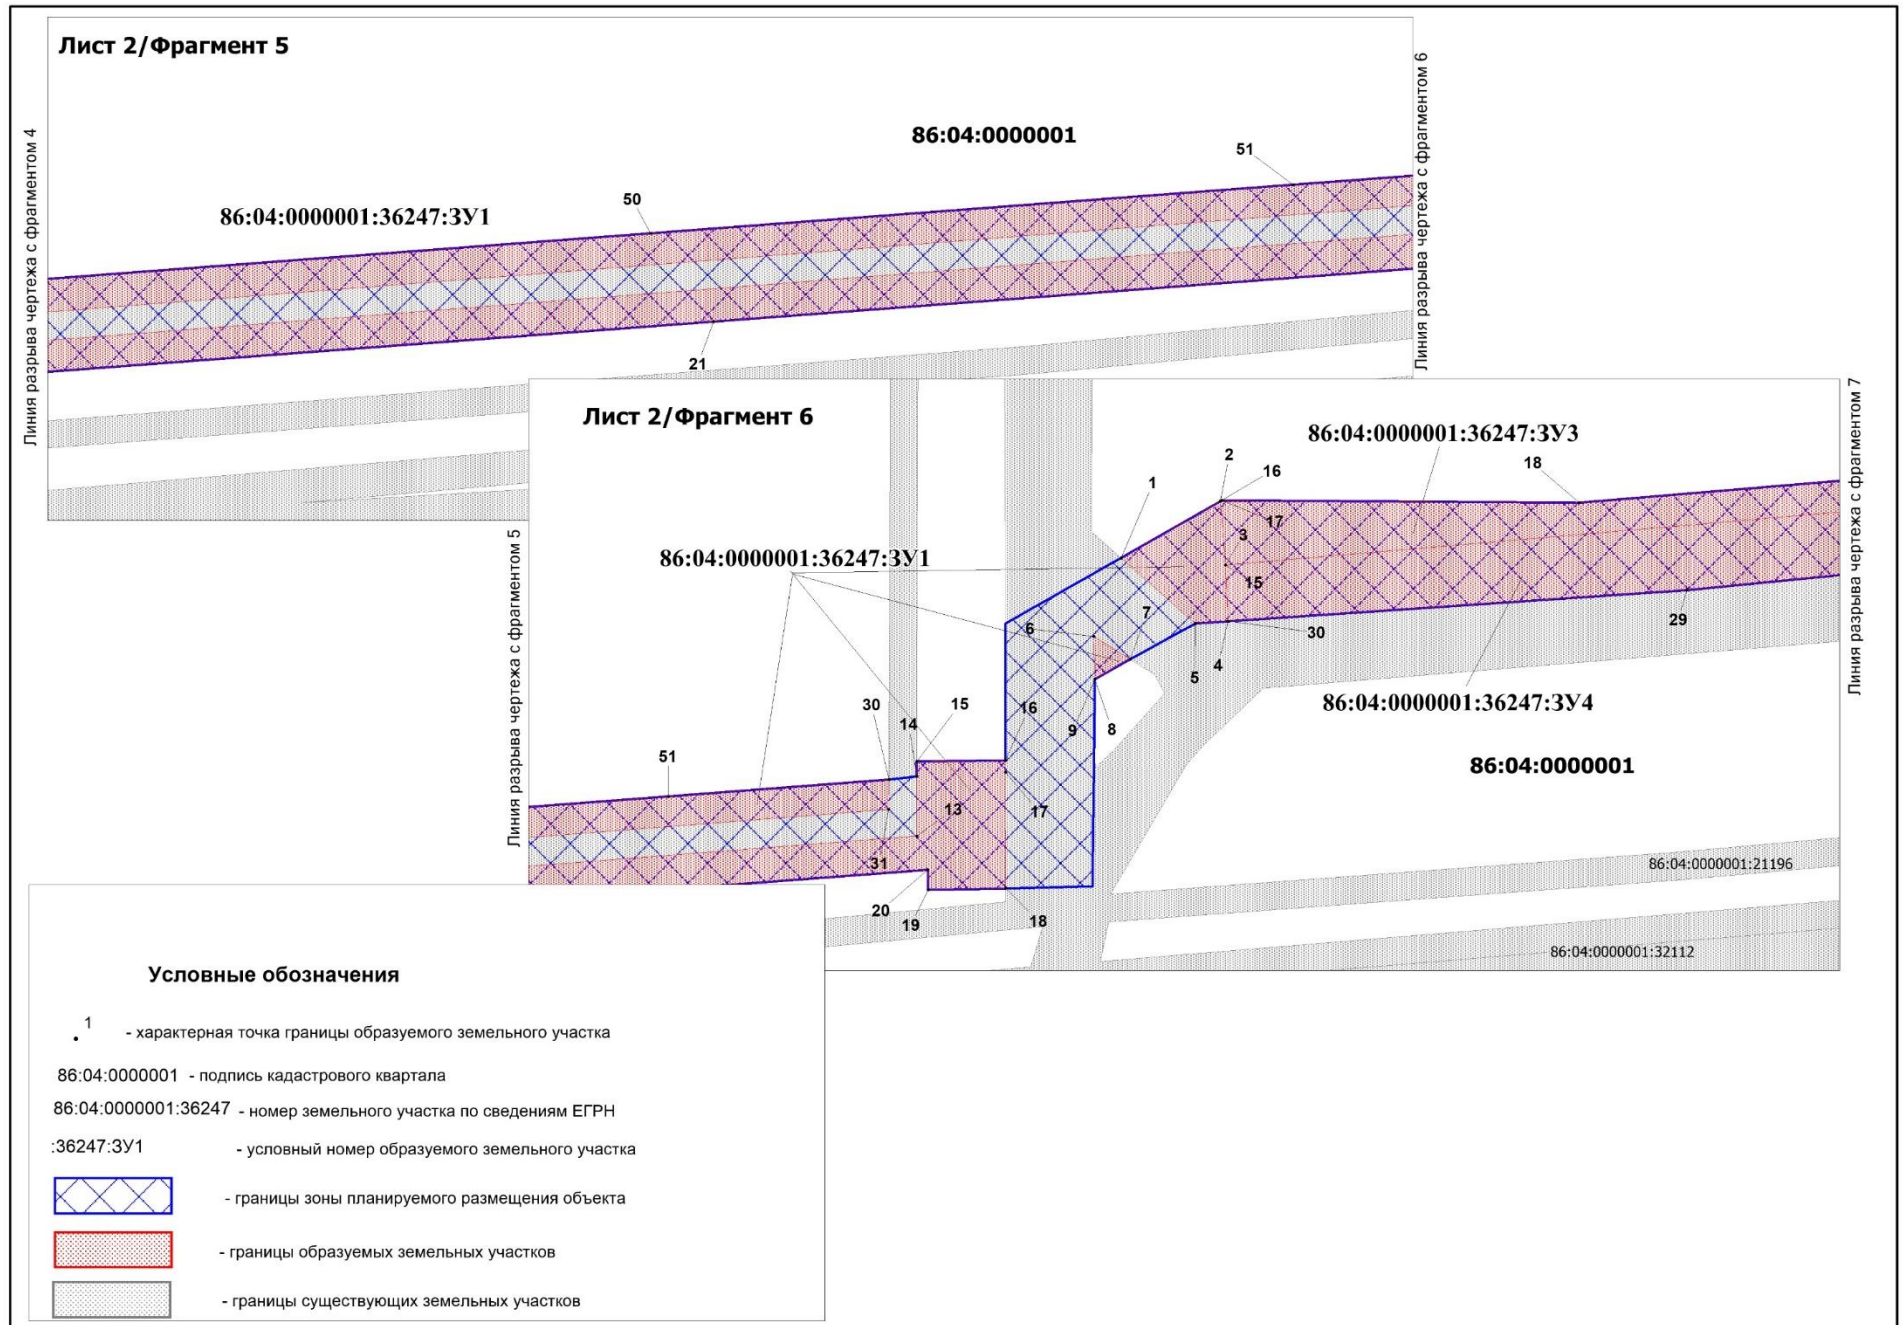 Лист 2/Фрагмент 5
Линия разрыва чертежа с фрагментом 4
Линия разрыва чертежа с фрагментом 6
86:04:0000001
51
50
86:04:0000001:36247:ЗУ1
21
Лист 2/Фрагмент 6
Линия разрыва чертежа с фрагментом 5
Линия разрыва чертежа с фрагментом 7
86:04:0000001:36247:ЗУ3
2
16
18
1
17
3
86:04:0000001:36247:ЗУ1
15
7
6
30
29
4
5
86:04:0000001:36247:ЗУ4
30
15
16
14
9
8
51
86:04:0000001
13
17
31
86:04:0000001:21196
20
19
18
86:04:0000001:32112
Условные обозначения
1
- характерная точка границы образуемого земельного участка
86:04:0000001 - подпись кадастрового квартала
86:04:0000001:36247 - номер земельного участка по сведениям ЕГРН
:36247:ЗУ1 - условный номер образуемого земельного участка
- границы зоны планируемого размещения объекта
- границы образуемых земельных участков
- границы существующих земельных участков